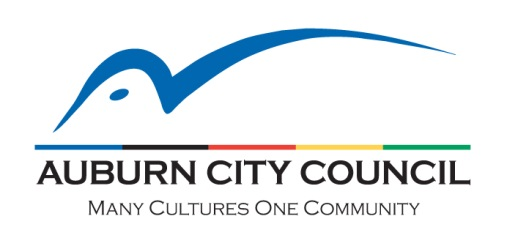 AUBURN CITY COUNCIL
MANY CULTURES ONE COMMUNITY